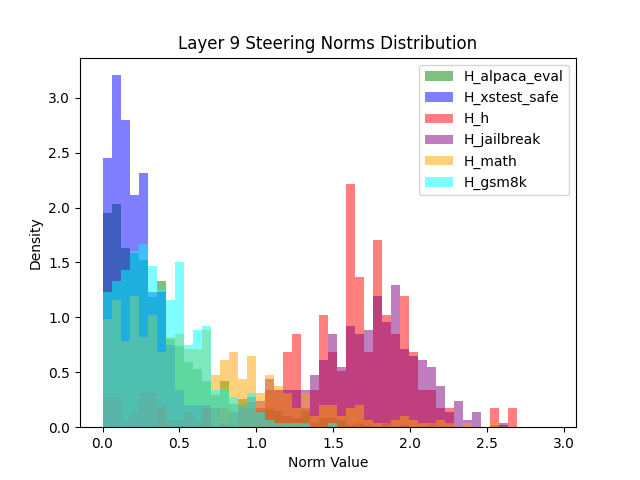 Layer 9 Steering Norms Distribution
H_alpaca_eval
H_xstest_safe
H_h
H_jailbreak
H_math
H_gsm8k
Density
3.0
2.5
2.0
1.5
1.0
0.5
0.0
0.0 0.5 1.0 1.5 2.0 2.5 3.0
Norm Value